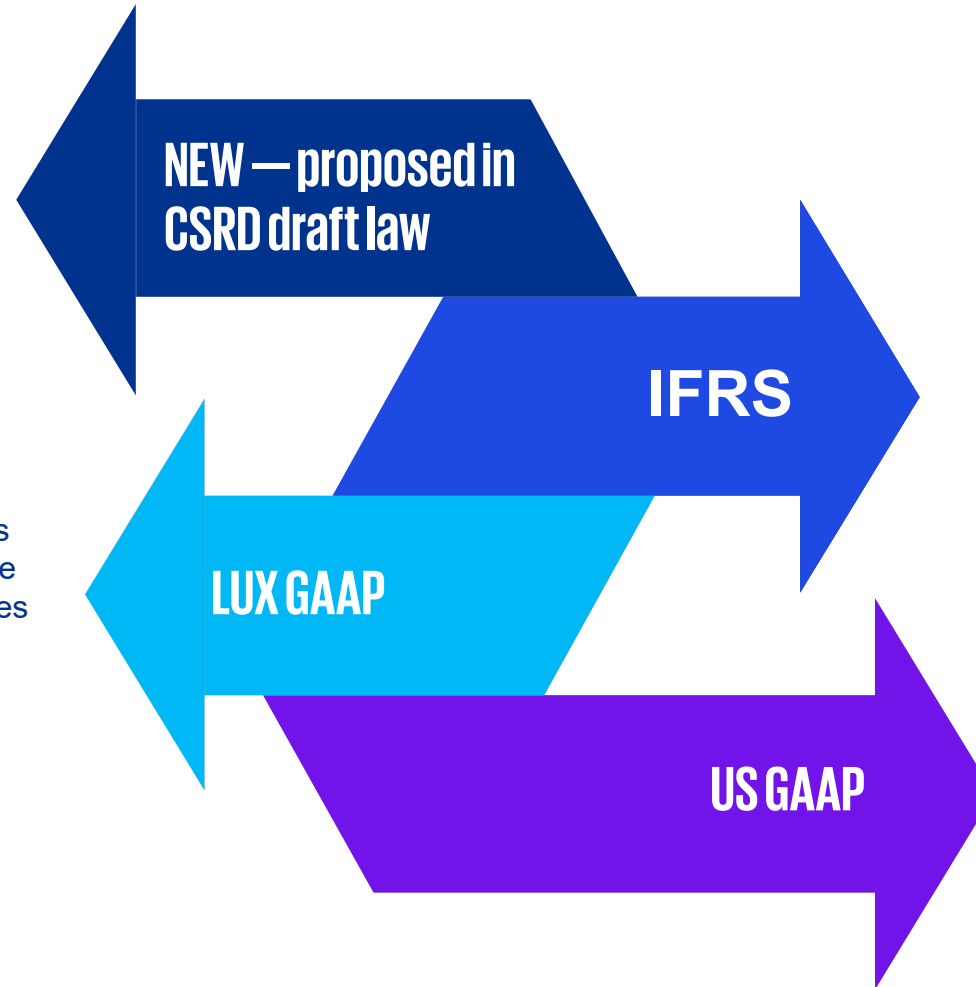 NEW — proposed in
CSRD draft law
IFRS
LUX GAAP
US GAAP